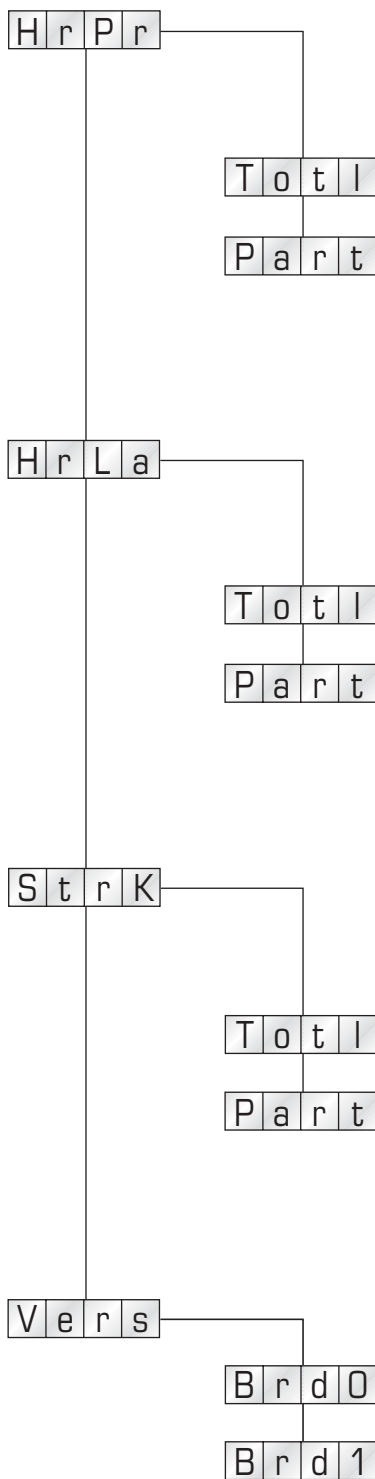 HrPr
Totl
Part
HrLa
Totl
Part
StrK
Totl
Part
Vers
Brd0
Brd1